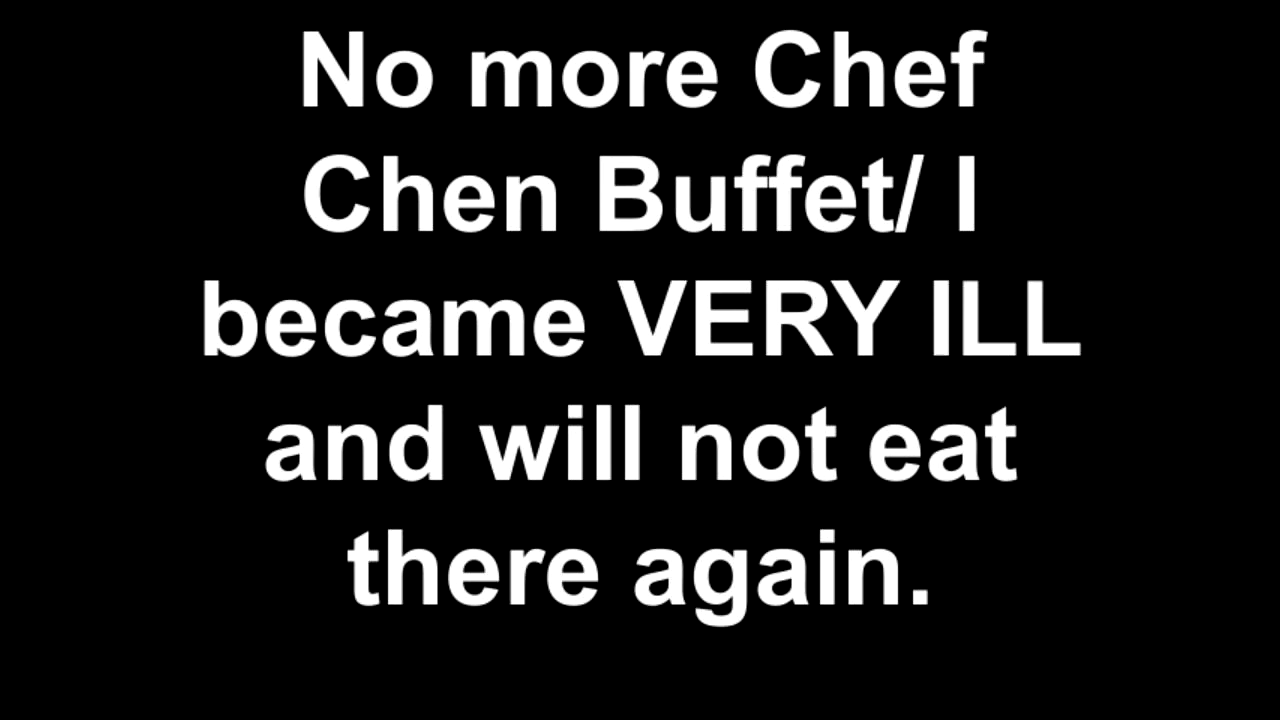 No more Chef
Chen Buffet/ I
became VERY ILL
and will not eat
there again.